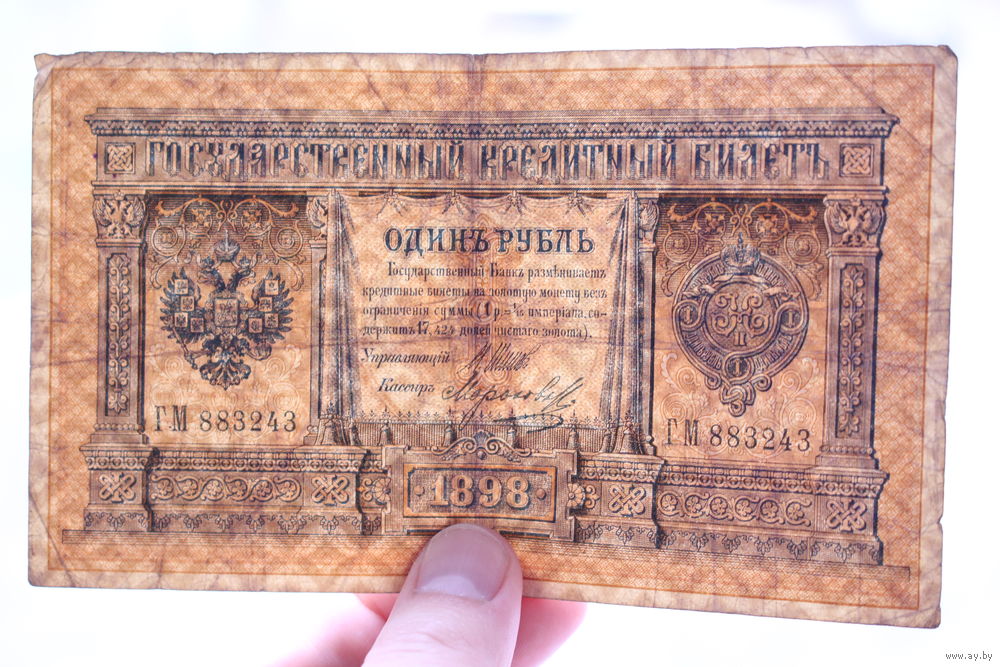 ГОСУДАРСТВЕННЫЙ КРЕДИТНЫЙ БИЛЕТЪ
ОДИНЪ РУБЛЬ
Государственный Банкъ размѣниваетъ
кредитные билеты на золотую монету безъ
ограниченія суммы (1 р.= 1/15 имперіала, со-
держитъ 17,424 долей чистаго золота).
Управляющій
Кассиръ Морозовъ
ГМ 883243
ГМ 883243
1898
www.ay.by